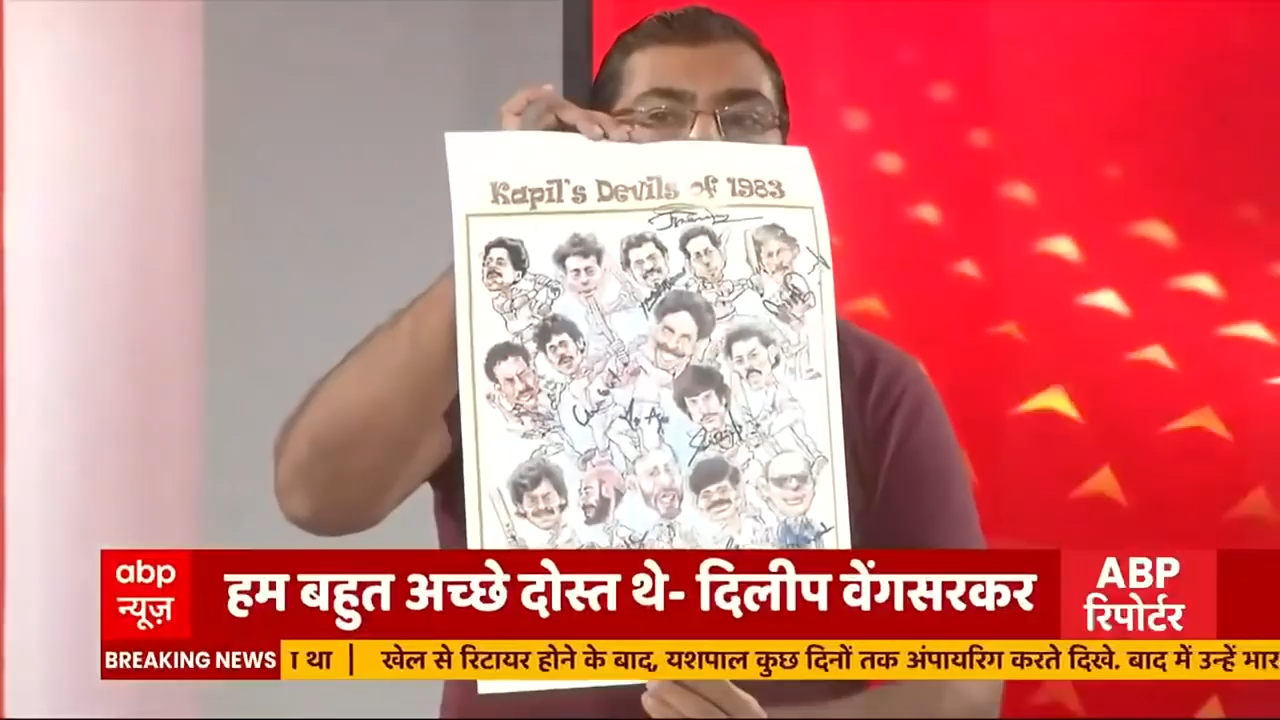 Kapil's Devils of 1983
abp
न्यूज़
हम बहुत अच्छे दोस्त थे- दिलीप वेंगसरकर
ABP
रिपोर्टर
BREAKING NEWS
था | खेल से रिटायर होने के बाद, यशपाल कुछ दिनों तक अंपायरिग करते दिखे. बाद में उन्हें भार